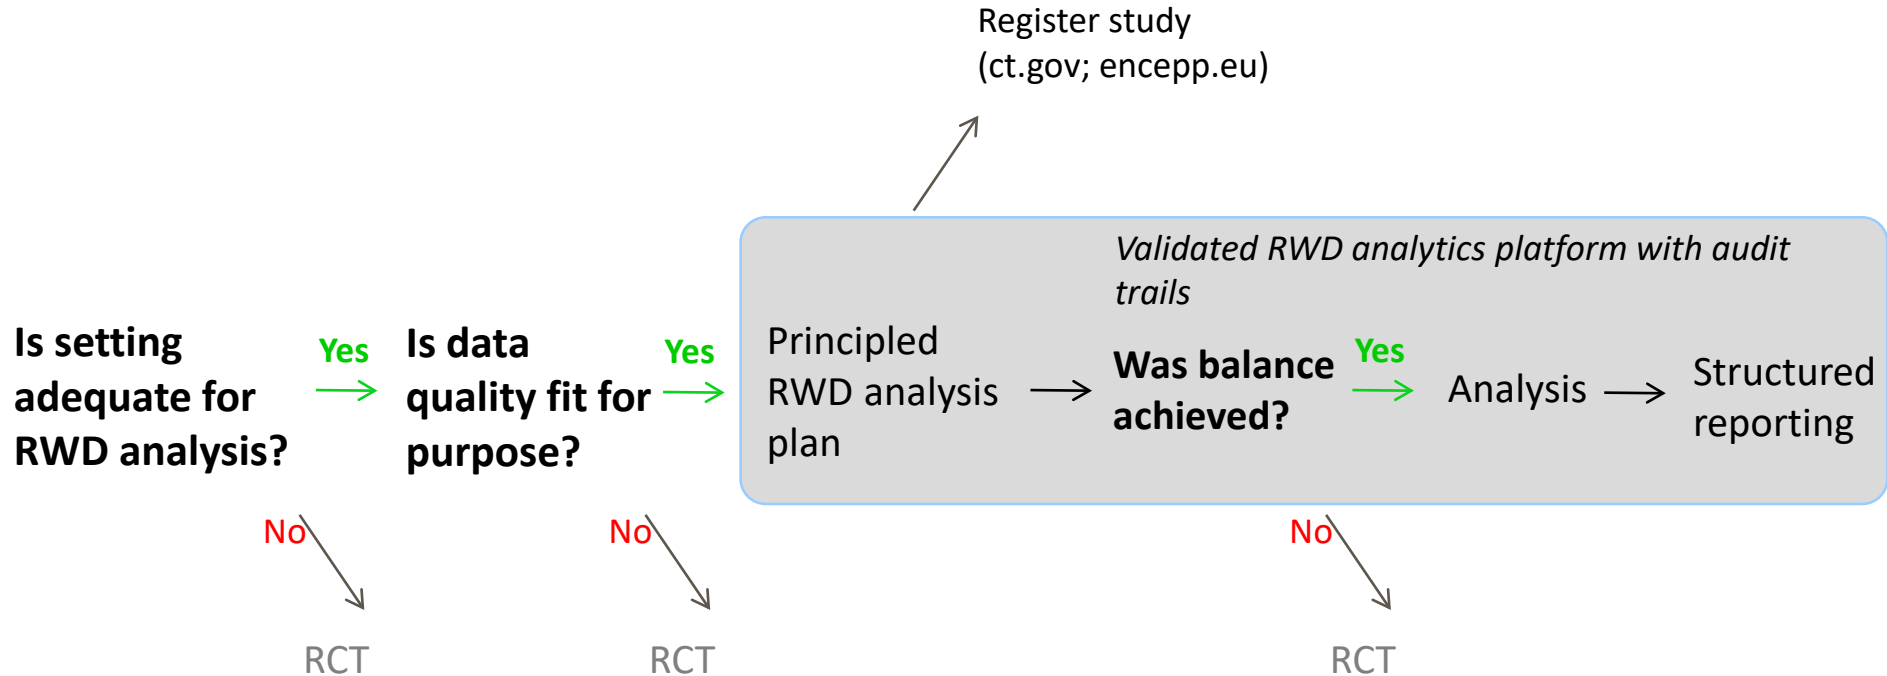 Register study
(ct.gov; encepp.eu)
Validated RWD analytics platform with audit
trails
Is setting
adequate for
RWD analysis?
Yes
Is data
quality fit for
purpose?
Yes
Principled
RWD analysis
plan
Was balance
achieved?
Yes
Analysis
Structured
reporting
No
No
No
RCT
RCT
RCT